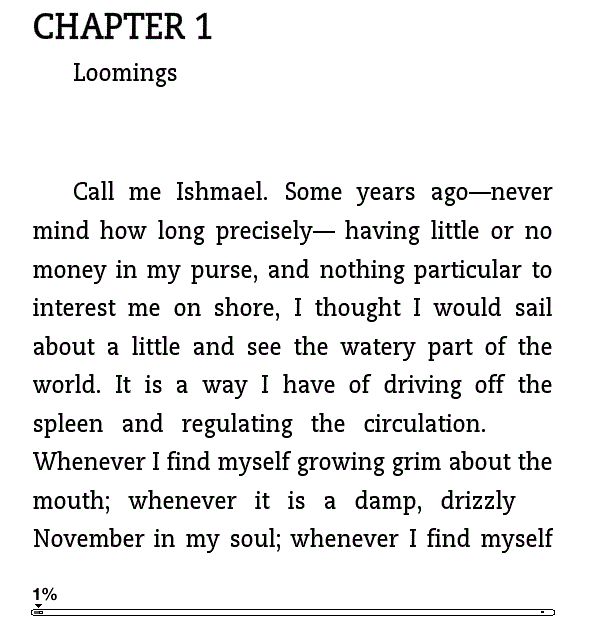 CHAPTER 1
Loomings
Call me Ishmael. Some years ago—never
mind how long precisely— having little or no
money in my purse, and nothing particular to
interest me on shore, I thought I would sail
about a little and see the watery part of the
world. It is a way I have of driving off the
spleen and regulating the circulation.
Whenever I find myself growing grim about the
mouth; whenever it is a damp, drizzly
November in my soul; whenever I find myself
1%